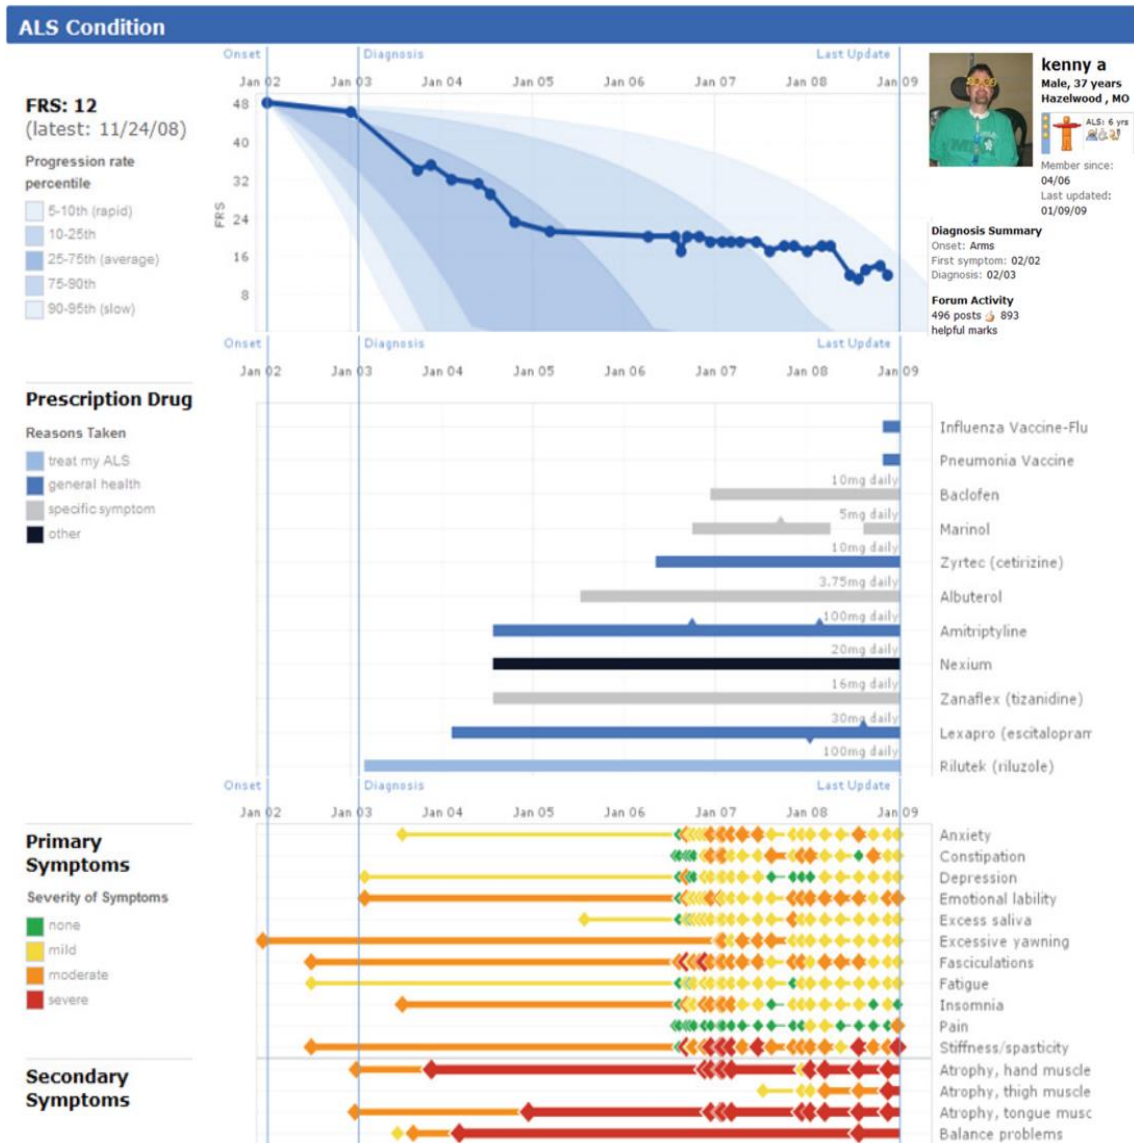 ALS Condition
Onset Diagnosis Last Update
Jan 02 Jan 03 Jan 04 Jan 05 Jan 06 Jan 07 Jan 08 Jan 09
FRS: 12
(latest: 11/24/08)
Progression rate
percentile
5-10th (rapid)
10-25th
25-75th (average)
75-90th
90-95th (slow)
FRS
48
40
32
24
16
8
kenny a
Male, 37 years
Hazelwood , MO
ALS: 6 yrs
Member since:
04/06
Last updated:
01/09/09
Diagnosis Summary
Onset: Arms
First symptom: 02/02
Diagnosis: 02/03
Forum Activity
496 posts 893
helpful marks
Onset Diagnosis Last Update
Jan 02 Jan 03 Jan 04 Jan 05 Jan 06 Jan 07 Jan 08 Jan 09
Prescription Drug
Reasons Taken
treat my ALS
general health
specific symptom
other
Influenza Vaccine-Flu
Pneumonia Vaccine
10mg daily
Baclofen
5mg daily
Marinol
10mg daily
Zyrtec (cetirizine)
3.75mg daily
Albuterol
100mg daily
Amitriptyline
20mg daily
Nexium
16mg daily
Zanaflex (tizanidine)
30mg daily
Lexapro (escitalopram
100mg daily
Rilutek (riluzole)
Onset Diagnosis Last Update
Jan 02 Jan 03 Jan 04 Jan 05 Jan 06 Jan 07 Jan 08 Jan 09
Primary
Symptoms
Severity of Symptoms
none
mild
moderate
severe
Anxiety
Constipation
Depression
Emotional lability
Excess saliva
Excessive yawning
Fasciculations
Fatigue
Insomnia
Pain
Stiffness/spasticity
Secondary
Symptoms
Atrophy, hand muscle
Atrophy, thigh muscle
Atrophy, tongue musc
Balance problems